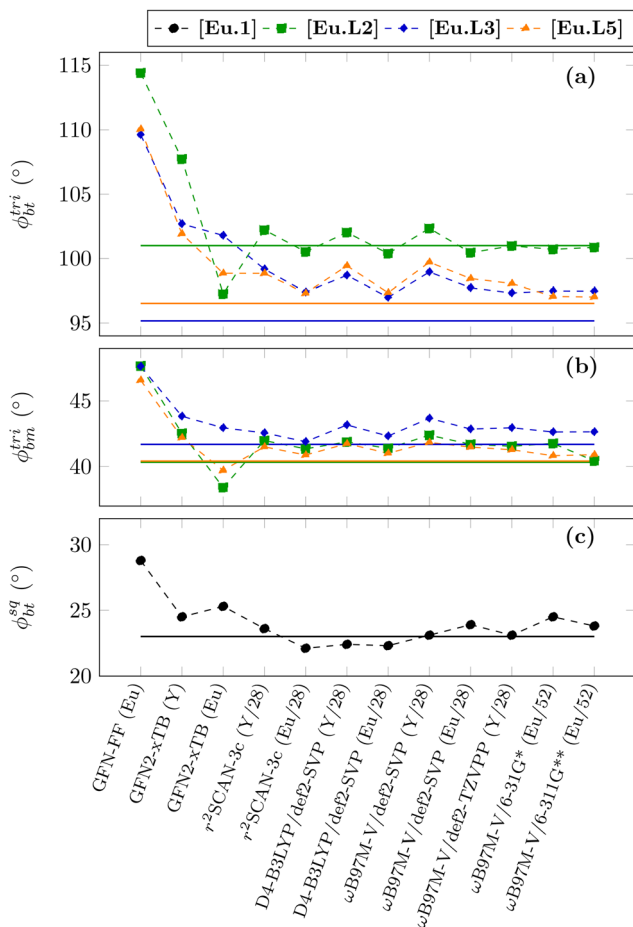 [Eu.1] [Eu.L2] [Eu.L3] [Eu.L5]
(a)
115
110
105
100
95
ϕ_bt^tri (°)
(b)
45
40
ϕ_bm^tri (°)
(c)
30
25
20
ϕ_bt^sq (°)
GFN-FF (Eu)
GFN2-xTB (Y)
GFN2-xTB (Eu)
r²SCAN-3c (Y/28)
r²SCAN-3c (Eu/28)
D4-B3LYP/def2-SVP (Y/28)
D4-B3LYP/def2-SVP (Eu/28)
ωB97M-V/def2-SVP (Y/28)
ωB97M-V/def2-SVP (Eu/28)
ωB97M-V/def2-TZVPP (Y/28)
ωB97M-V/6-31G* (Eu/52)
ωB97M-V/6-311G** (Eu/52)